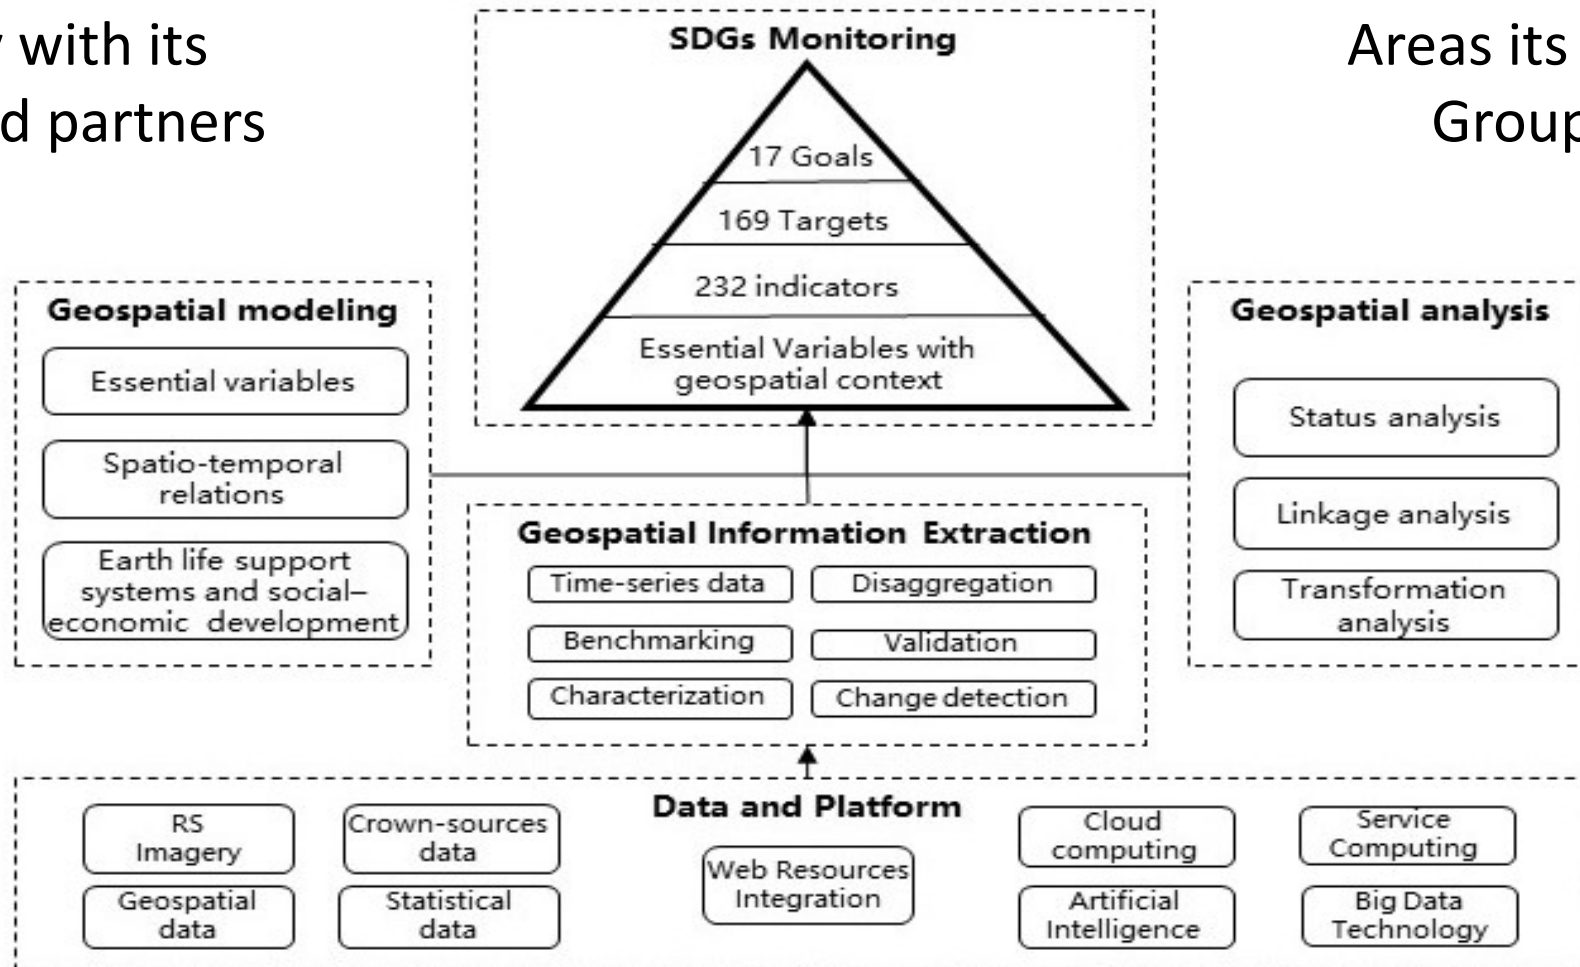 with its
d partners
Areas its
Group
SDGs Monitoring
17 Goals
169 Targets
232 indicators
Essential Variables with
geospatial context
Geospatial modeling
Essential variables
Spatio-temporal
relations
Earth life support
systems and social–
economic development
Geospatial analysis
Status analysis
Linkage analysis
Transformation
analysis
Geospatial Information Extraction
Time-series data
Disaggregation
Benchmarking
Validation
Characterization
Change detection
Data and Platform
RS
Imagery
Crown-sources
data
Geospatial
data
Statistical
data
Web Resources
Integration
Cloud
computing
Service
Computing
Artificial
Intelligence
Big Data
Technology